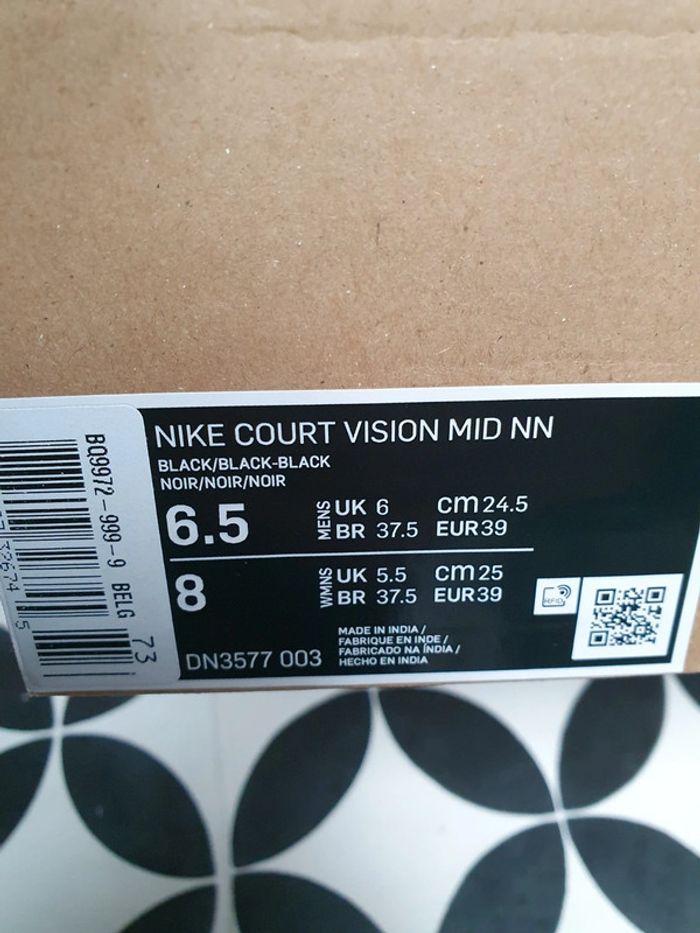 NIKE COURT VISION MID NN
BLACK/BLACK-BLACK
NOIR/NOIR/NOIR
6.5 MENS UK 6 cm 24.5
BR 37.5 EUR 39
8 WMNS UK 5.5 cm 25
BR 37.5 EUR 39
DN3577 003
MADE IN INDIA /
FABRIQUE EN INDE /
FABRICADO NA ÍNDIA /
HECHO EN INDIA
RFID
BQ9972-999-9 BELG 73